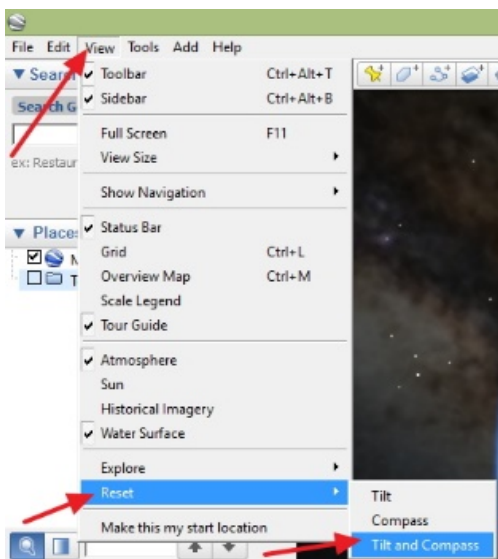 File Edit View Tools Add Help
Search G
ex: Restaur
Places
Toolbar Ctrl+Alt+T
Sidebar Ctrl+Alt+B
Full Screen F11
View Size
Show Navigation
Status Bar
Grid Ctrl+L
Overview Map Ctrl+M
Scale Legend
Tour Guide
Atmosphere
Sun
Historical Imagery
Water Surface
Explore
Reset
Make this my start location
Tilt
Compass
Tilt and Compass